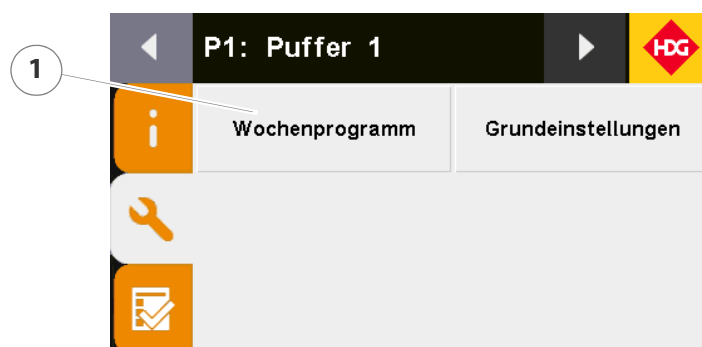 P1: Puffer 1
HDG
1
i
Wochenprogramm
Grundeinstellungen